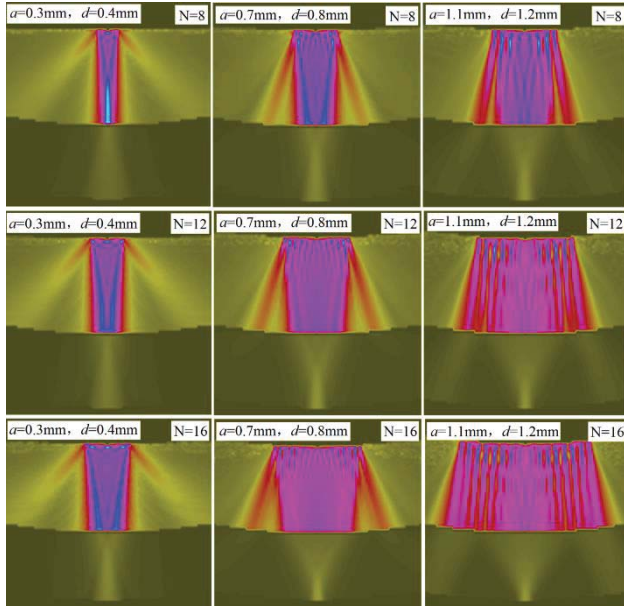 a=0.3mm, d=0.4mm N=8
a=0.7mm, d=0.8mm N=8
a=1.1mm, d=1.2mm N=8
a=0.3mm, d=0.4mm N=12
a=0.7mm, d=0.8mm N=12
a=1.1mm, d=1.2mm N=12
a=0.3mm, d=0.4mm N=16
a=0.7mm, d=0.8mm N=16
a=1.1mm, d=1.2mm N=16